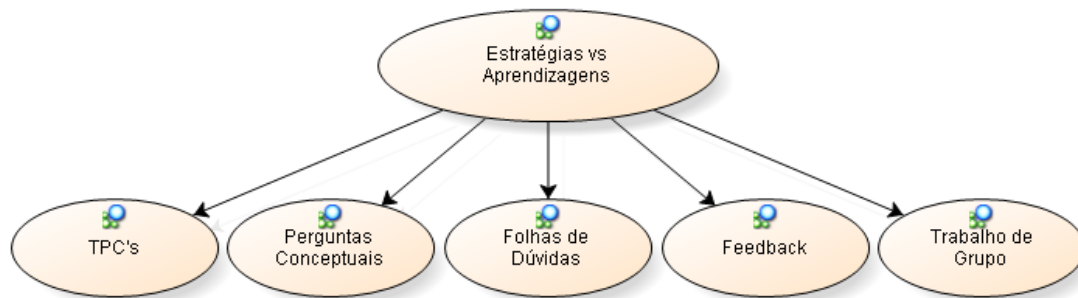 Estratégias vs
Aprendizagens
TPC's
Perguntas
Conceptuais
Folhas de
Dúvidas
Feedback
Trabalho de
Grupo